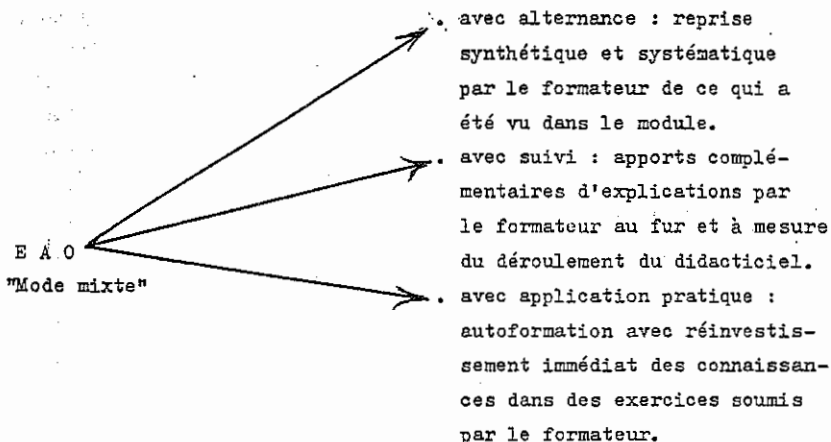 . avec alternance : reprise
synthétique et systématique
par le formateur de ce qui a
été vu dans le module.
. avec suivi : apports complé-
mentaires d'explications par
le formateur au fur et à mesure
du déroulement du didacticiel.
E A O
"Mode mixte"
. avec application pratique :
autoformation avec réinvestis-
sement immédiat des connaissan-
ces dans des exercices soumis
par le formateur.